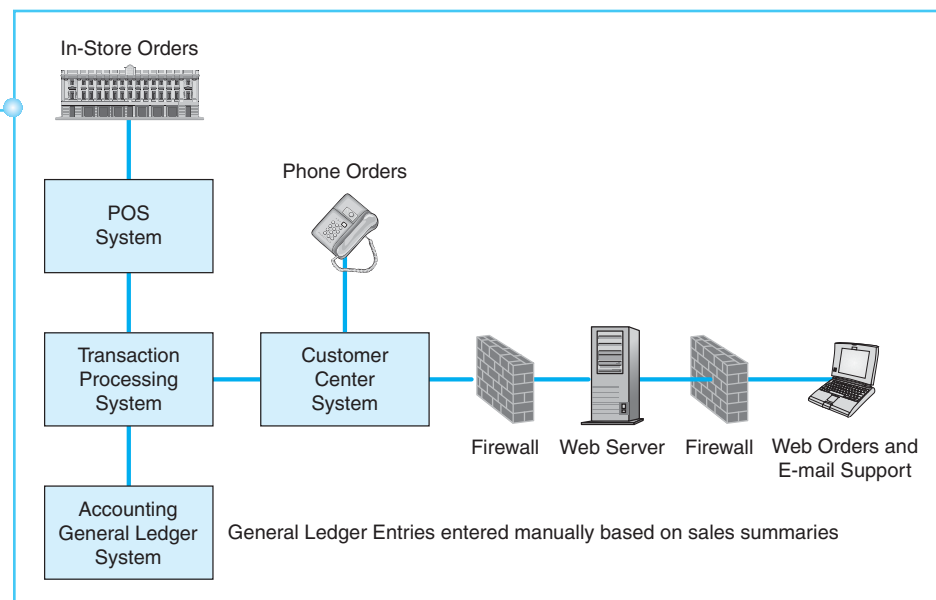 In-Store Orders
POS
System
Phone Orders
Transaction
Processing
System
Customer
Center
System
Firewall
Web Server
Firewall
Web Orders and
E-mail Support
Accounting
General Ledger
System
General Ledger Entries entered manually based on sales summaries